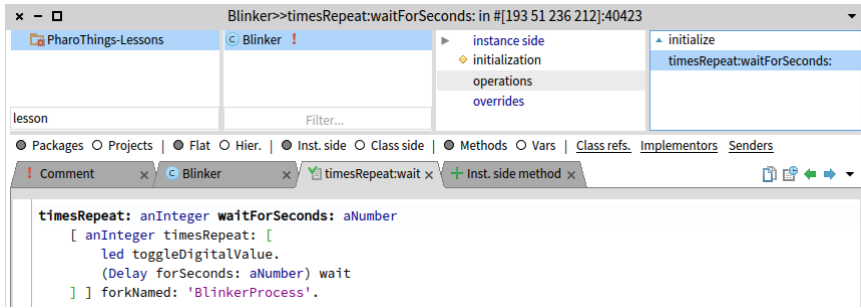 Blinker>>timesRepeat:waitForSeconds: in #[193 51 236 212]:40423
PharoThings-Lessons
Blinker !
instance side
initialization
operations
overrides
initialize
timesRepeat:waitForSeconds:
lesson
Filter...
Packages Projects | Flat Hier. | Inst. side Class side | Methods Vars | Class refs. Implementors Senders
! Comment × C Blinker × timesRepeat:wait × Inst. side method ×
timesRepeat: anInteger waitForSeconds: aNumber
[ anInteger timesRepeat: [
led toggleDigitalValue.
(Delay forSeconds: aNumber) wait
] ] forkNamed: 'BlinkerProcess'.